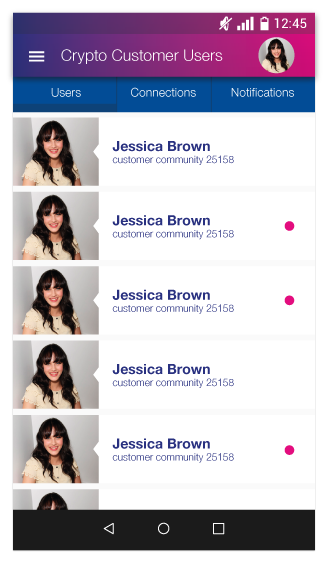 12:45
Crypto Customer Users
Users Connections Notifications
Jessica Brown
customer community 25158
Jessica Brown
customer community 25158
Jessica Brown
customer community 25158
Jessica Brown
customer community 25158
Jessica Brown
customer community 25158